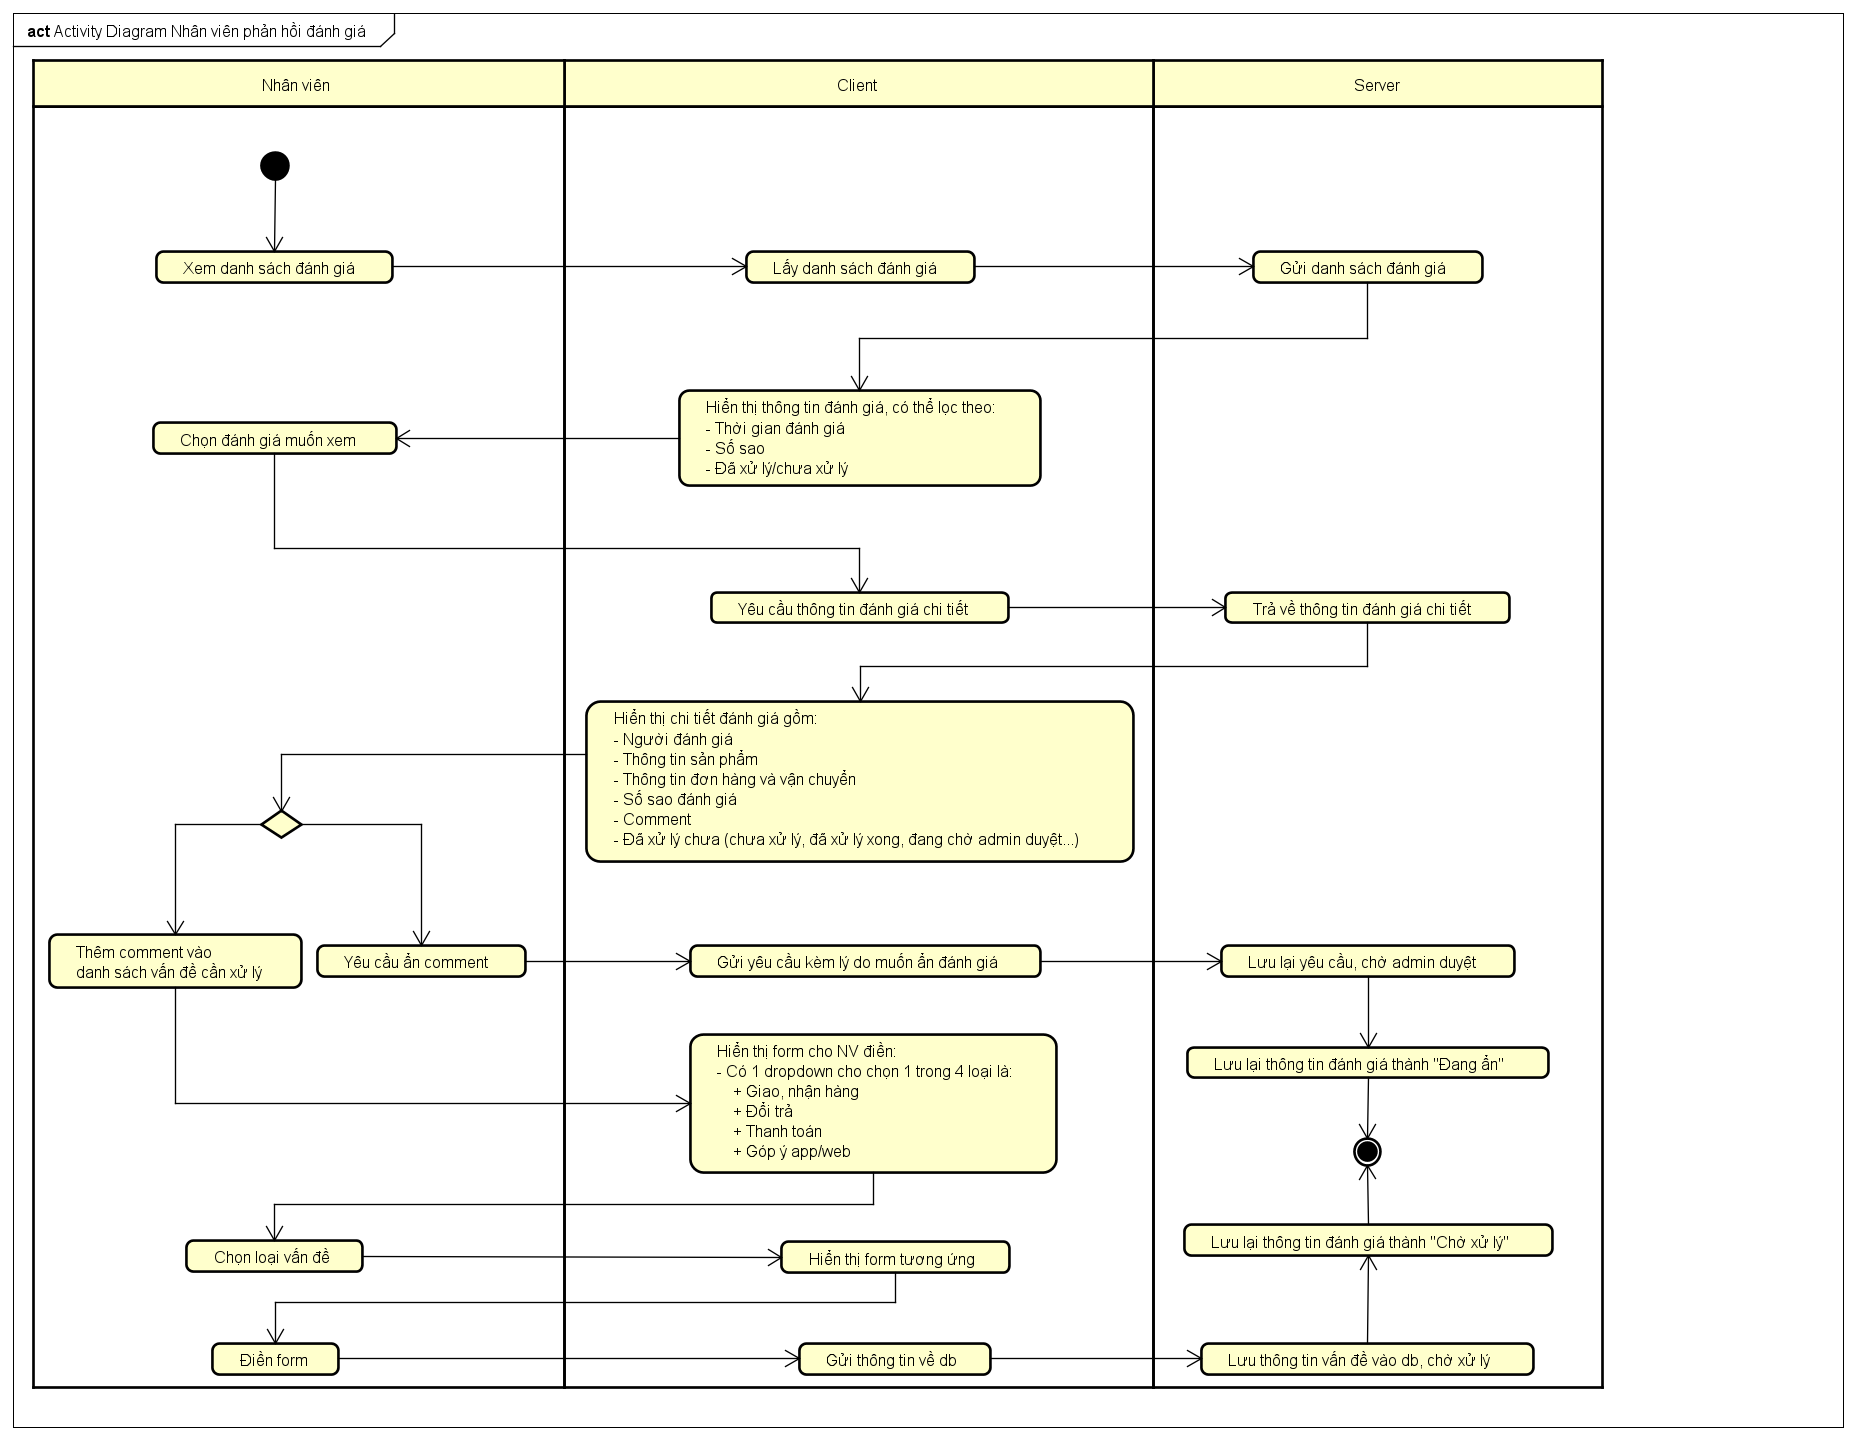 act Activity Diagram Nhân viên phản hồi đánh giá
Nhân viên
Client
Server
Xem danh sách đánh giá
Lấy danh sách đánh giá
Gửi danh sách đánh giá
Hiển thị thông tin đánh giá, có thể lọc theo:
- Thời gian đánh giá
- Số sao
- Đã xử lý/chưa xử lý
Chọn đánh giá muốn xem
Yêu cầu thông tin đánh giá chi tiết
Trả về thông tin đánh giá chi tiết
Hiển thị chi tiết đánh giá gồm:
- Người đánh giá
- Thông tin sản phẩm
- Thông tin đơn hàng và vận chuyển
- Số sao đánh giá
- Comment
- Đã xử lý chưa (chưa xử lý, đã xử lý xong, đang chờ admin duyệt...)
Thêm comment vào
danh sách vấn đề cần xử lý
Yêu cầu ẩn comment
Gửi yêu cầu kèm lý do muốn ẩn đánh giá
Lưu lại yêu cầu, chờ admin duyệt
Hiển thị form cho NV điền:
- Có 1 dropdown cho chọn 1 trong 4 loại là:
+ Giao, nhận hàng
+ Đổi trả
+ Thanh toán
+ Góp ý app/web
Lưu lại thông tin đánh giá thành "Đang ẩn"
Lưu lại thông tin đánh giá thành "Chờ xử lý"
Chọn loại vấn đề
Hiển thị form tương ứng
Điền form
Gửi thông tin về db
Lưu thông tin vấn đề vào db, chờ xử lý